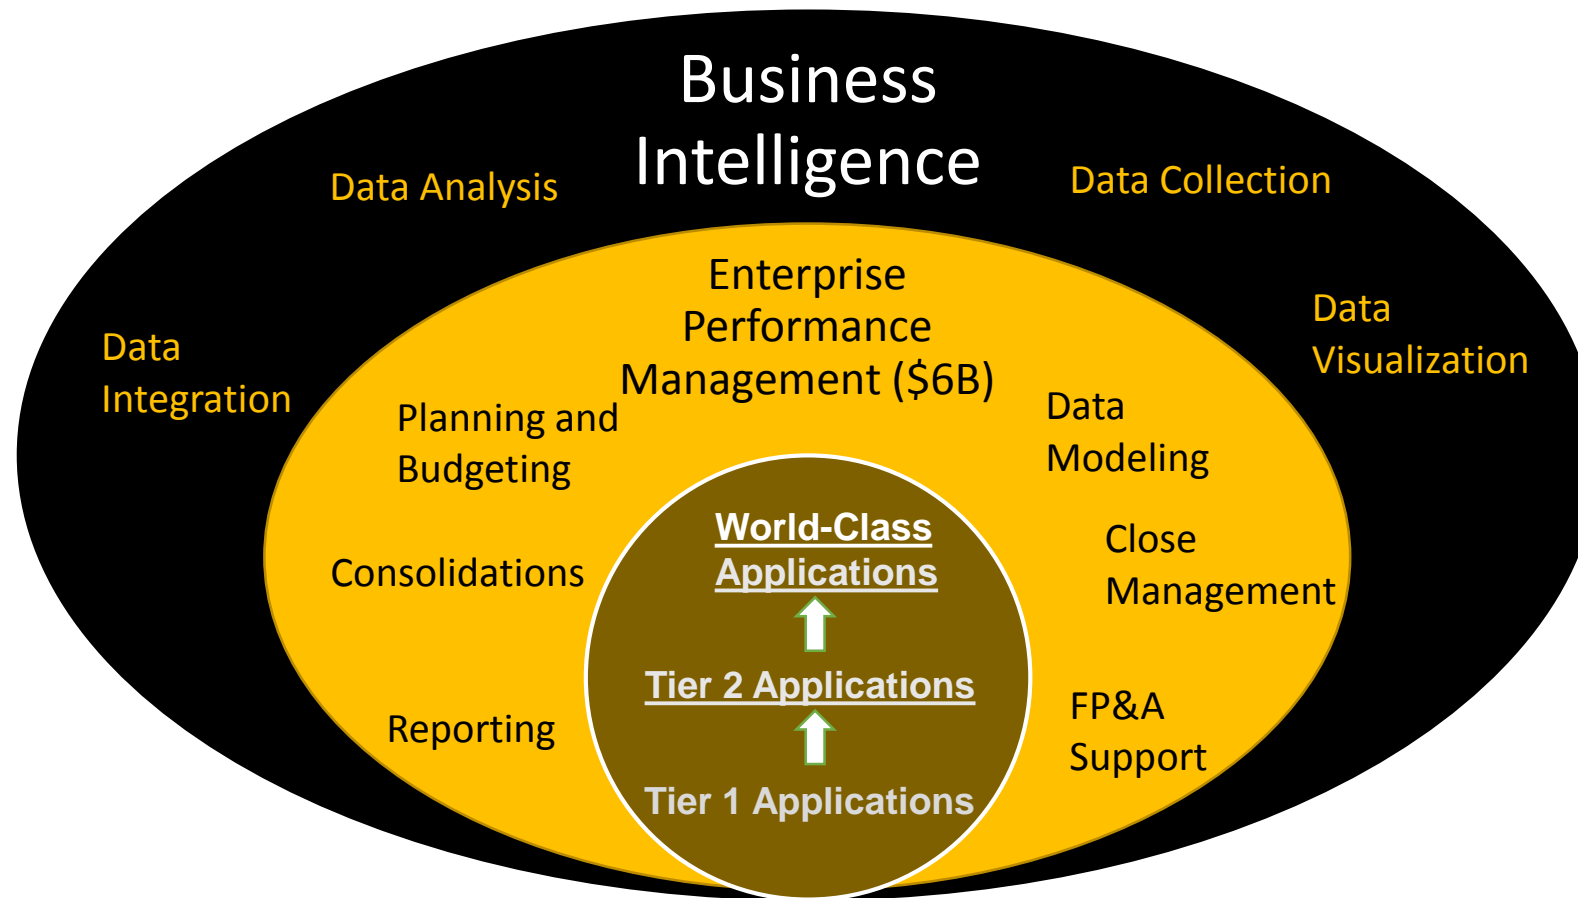 Business
Intelligence
Data Analysis
Data Collection
Data
Integration
Data
Visualization
Enterprise
Performance
Management ($6B)
Planning and
Budgeting
Data
Modeling
Consolidations
Close
Management
Reporting
FP&A
Support
World-Class
Applications
Tier 2 Applications
Tier 1 Applications